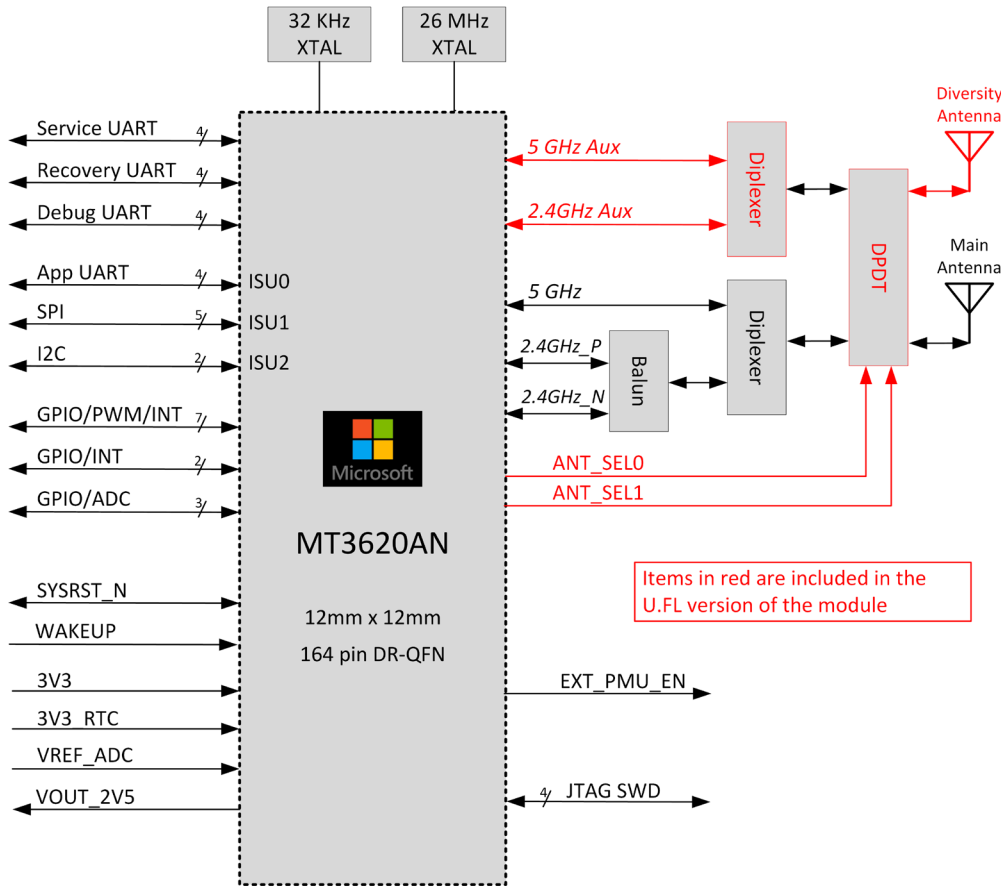 32 KHz
XTAL
26 MHz
XTAL
Service UART
4
Recovery UART
4
Debug UART
4
App UART
4
ISU0
SPI
5
ISU1
I2C
2
ISU2
GPIO/PWM/INT
7
GPIO/INT
2
GPIO/ADC
3
SYSRST_N
WAKEUP
3V3
3V3_RTC
VREF_ADC
VOUT_2V5
Microsoft
MT3620AN
12mm x 12mm
164 pin DR-QFN
5 GHz Aux
2.4GHz Aux
Diplexer
5 GHz
2.4GHz_P
2.4GHz_N
Balun
Diplexer
DPDT
Diversity
Antenna
Main
Antenna
ANT_SEL0
ANT_SEL1
Items in red are included in the
U.FL version of the module
EXT_PMU_EN
4
JTAG SWD